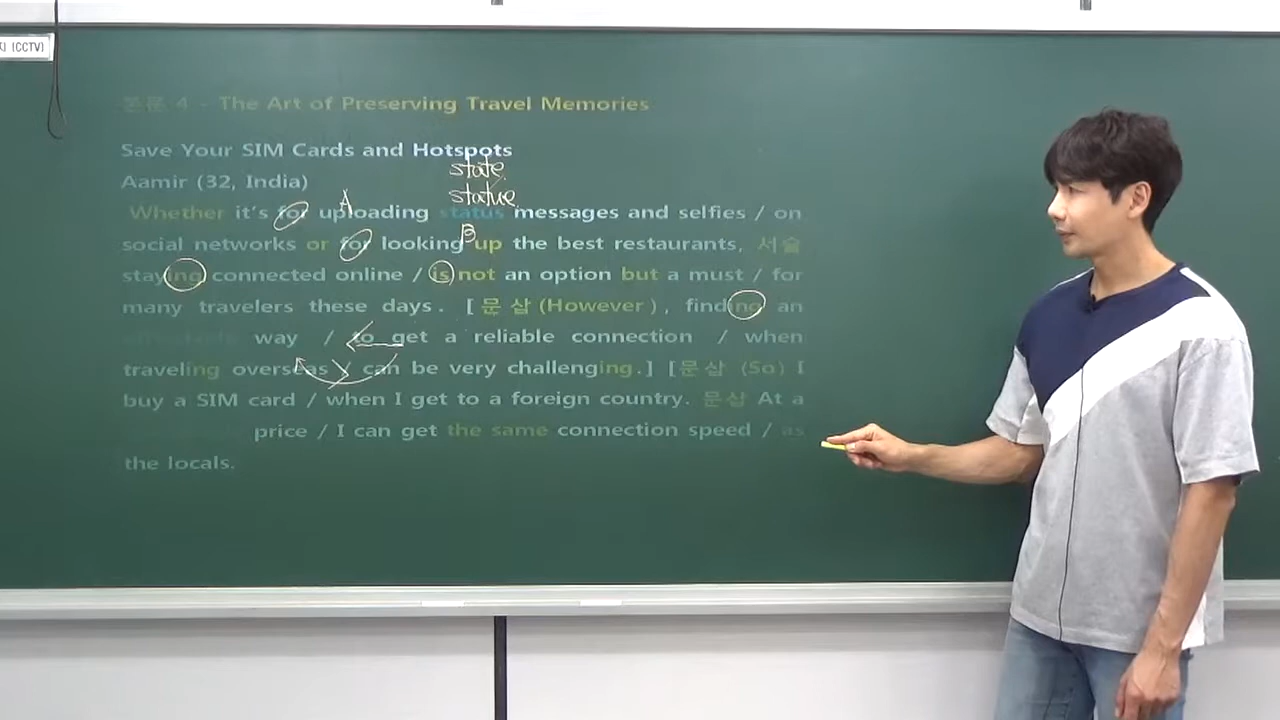 (CCTV)
본문 4 - The Art of Preserving Travel Memories
Save Your SIM Cards and Hotspots
state
Aamir (32, India)
statue
A
Whether it's for uploading status messages and selfies / on
B
social networks or for looking up the best restaurants, 서술
staying connected online / is not an option but a must / for
many travelers these days. [문삽(However), finding an
way / to get a reliable connection / when
traveling overseas can be very challenging.] [문삽 (So) I
buy a SIM card / when I get to a foreign country. 문삽 At a
price / I can get the same connection speed / as
the locals.